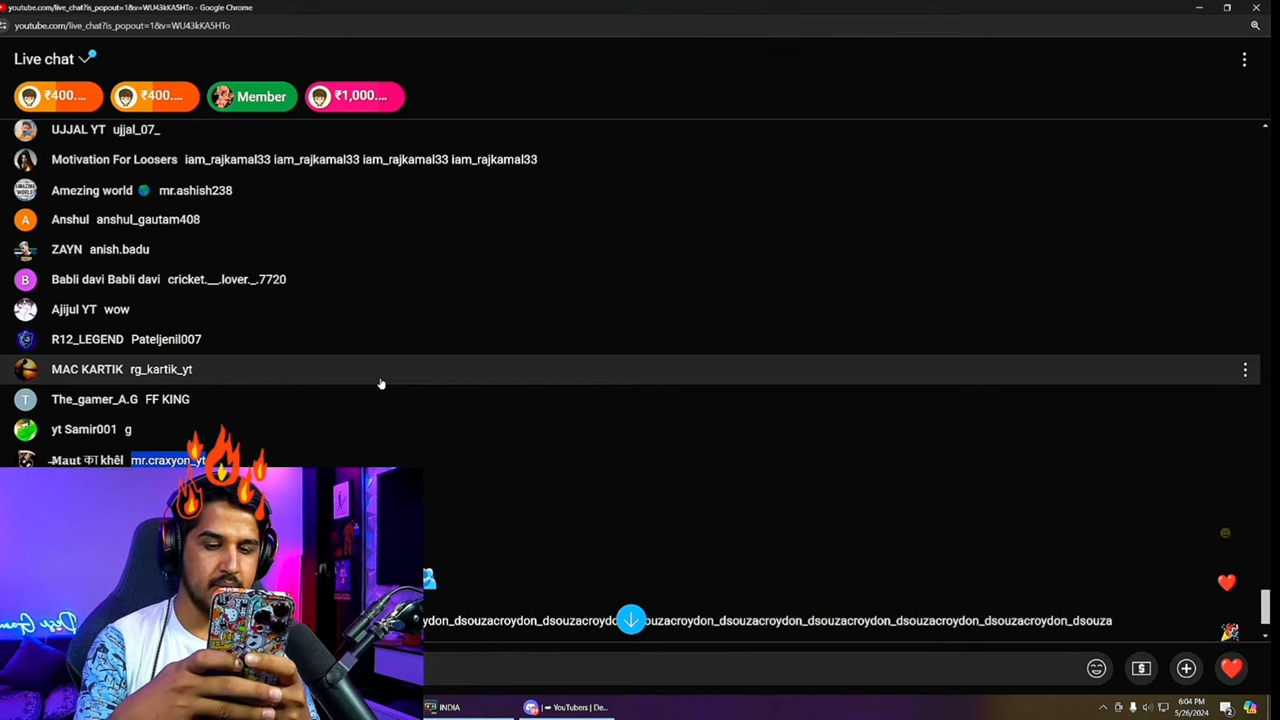 youtube.com/live_chat?is_popout=1&v=WU43kKA5HTo - Google Chrome
youtube.com/live_chat?is_popout=1&v=WU43kKA5HTo
Live chat
₹400.... ₹400.... Member ₹1,000....
UJJAL YT ujjal_07_
Motivation For Loosers iam_rajkamal33 iam_rajkamal33 iam_rajkamal33 iam_rajkamal33
Amezing world 🌍 mr.ashish238
A Anshul anshul_gautam408
ZAYN anish.badu
B Babli davi Babli davi cricket.__.lover._.7720
Ajijul YT wow
R12_LEGEND Pateljenil007
MAC KARTIK rg_kartik_yt
T The_gamer_A.G FF KING
yt Samir001 g
Maut का khêl mr.craxyon_yt
INDIA
YouTubers | De...
6:04 PM
5/26/2024